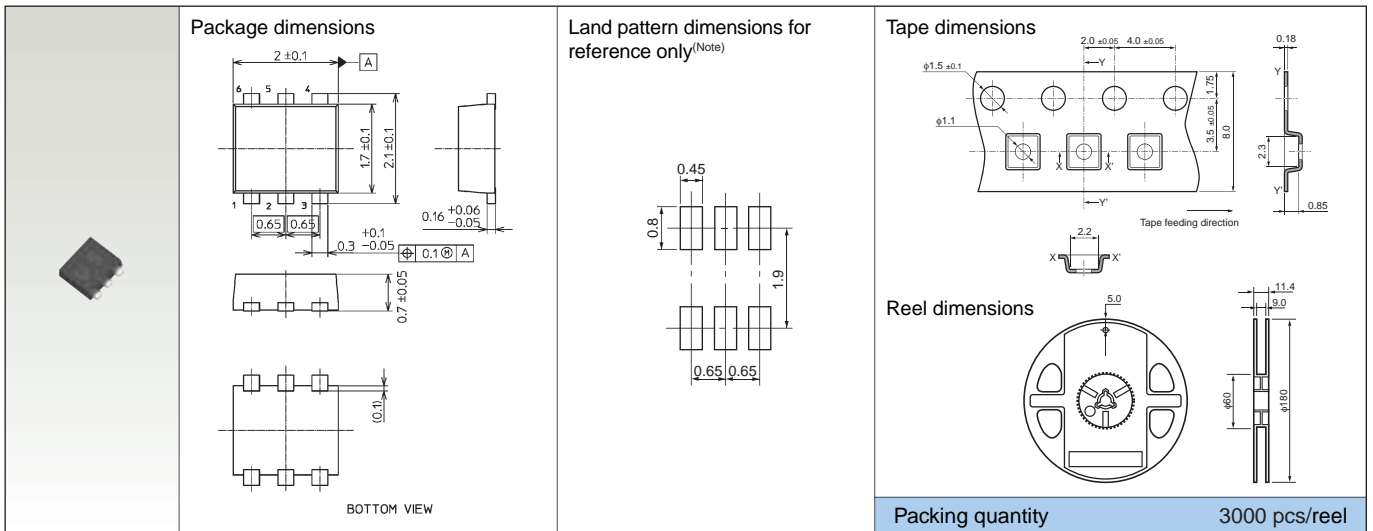 Package dimensions
2 ±0.1
A
6 5 4
1.7 ±0.1
2.1 ±0.1
1 2 3
0.65 0.65
0.3 +0.1 -0.05
⌖ 0.1 Ⓜ A
0.16 +0.06 -0.05
0.7 ±0.05
(0.1)
BOTTOM VIEW
Land pattern dimensions for
reference only(Note)
0.45
0.8
1.9
0.65 0.65
Tape dimensions
2.0 ±0.05 4.0 ±0.05
0.18
φ1.5 ±0.1
Y
Y
1.75
3.5 ±0.05
8.0
φ1.1
X X'
2.3
Y'
Y'
0.85
Tape feeding direction
2.2
X X'
Reel dimensions
5.0
11.4
9.0
φ60
φ180
Packing quantity 3000 pcs/reel